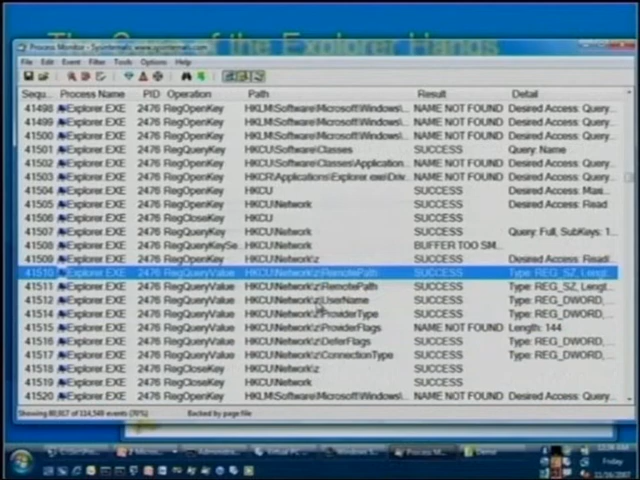 The Case of the Explorer Hangs
Process Monitor - Sysinternals: www.sysinternals.com
File Edit Event Filter Tools Options Help
Sequ... Process Name PID Operation Path Result Detail
41498 Explorer.EXE 2476 RegOpenKey HKLM\Software\Microsoft\Windows\... NAME NOT FOUND Desired Access: Query...
41499 Explorer.EXE 2476 RegOpenKey HKLM\Software\Microsoft\Windows\... NAME NOT FOUND Desired Access: Query...
41500 Explorer.EXE 2476 RegOpenKey HKLM\Software\Microsoft\Windows\... NAME NOT FOUND Desired Access: Query...
41501 Explorer.EXE 2476 RegQueryKey HKCU\Software\Classes SUCCESS Query: Name
41502 Explorer.EXE 2476 RegOpenKey HKCU\Software\Classes\Application... NAME NOT FOUND Desired Access: Query...
41503 Explorer.EXE 2476 RegOpenKey HKCR\Applications\Explorer.exe\Driv... NAME NOT FOUND Desired Access: Query...
41504 Explorer.EXE 2476 RegOpenKey HKCU SUCCESS Desired Access: Maxi...
41505 Explorer.EXE 2476 RegOpenKey HKCU\Network SUCCESS Desired Access: Read
41506 Explorer.EXE 2476 RegCloseKey HKCU SUCCESS
41507 Explorer.EXE 2476 RegQueryKey HKCU\Network SUCCESS Query: Full, SubKeys: 1...
41508 Explorer.EXE 2476 RegQueryKeySe... HKCU\Network BUFFER TOO SM...
41509 Explorer.EXE 2476 RegOpenKey HKCU\Network\z SUCCESS Desired Access: Read/...
41510 Explorer.EXE 2476 RegQueryValue HKCU\Network\z\RemotePath SUCCESS Type: REG_SZ, Lengt...
41511 Explorer.EXE 2476 RegQueryValue HKCU\Network\z\RemotePath SUCCESS Type: REG_SZ, Lengt...
41512 Explorer.EXE 2476 RegQueryValue HKCU\Network\z\UserName SUCCESS Type: REG_DWORD,...
41514 Explorer.EXE 2476 RegQueryValue HKCU\Network\z\ProviderType SUCCESS Type: REG_DWORD,...
41515 Explorer.EXE 2476 RegQueryValue HKCU\Network\z\ProviderFlags NAME NOT FOUND Length: 144
41516 Explorer.EXE 2476 RegQueryValue HKCU\Network\z\DeferFlags SUCCESS Type: REG_DWORD,...
41517 Explorer.EXE 2476 RegQueryValue HKCU\Network\z\ConnectionType SUCCESS Type: REG_DWORD,...
41518 Explorer.EXE 2476 RegCloseKey HKCU\Network\z SUCCESS
41519 Explorer.EXE 2476 RegCloseKey HKCU\Network SUCCESS
41520 Explorer.EXE 2476 RegOpenKey HKLM\Software\Microsoft\Windows\... NAME NOT FOUND Desired Access: Query...
Backed by page file
Process M...
Demo
Friday
11/16/2007